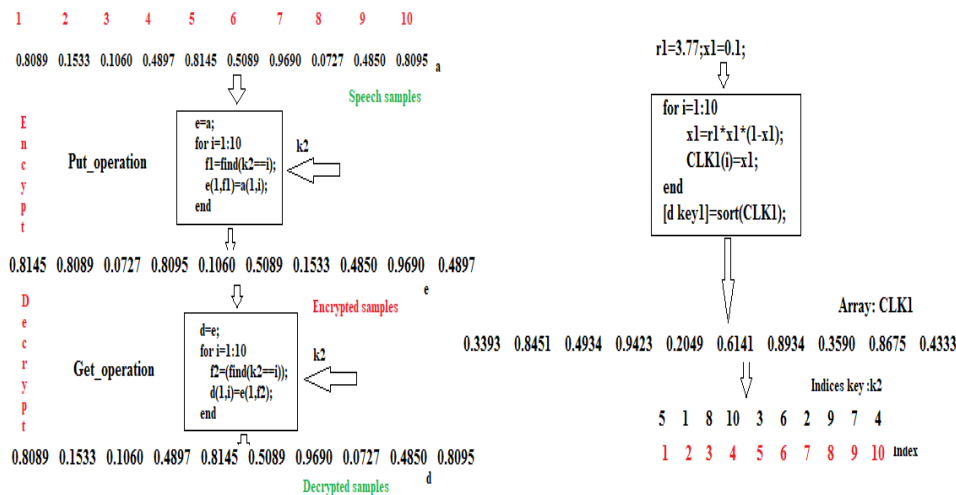 1 2 3 4 5 6 7 8 9 10
0.8089 0.1533 0.1060 0.4897 0.8145 0.5089 0.9690 0.0727 0.4850 0.8095 a
Speech samples
Encypt
Put_operation
e=a;
for i=1:10
f1=find(k2==i);
e(1,f1)=a(1,i);
end
k2
0.8145 0.8089 0.0727 0.8095 0.1060 0.5089 0.1533 0.4850 0.9690 0.4897
e
Encrypted samples
Decrypt
Get_operation
d=e;
for i=1:10
f2=(find(k2==i));
d(1,i)=e(1,f2);
end
k2
0.8089 0.1533 0.1060 0.4897 0.8145 0.5089 0.9690 0.0727 0.4850 0.8095
d
Decrypted samples
r1=3.77;x1=0.1;
for i=1:10
x1=r1*x1*(1-x1);
CLK1(i)=x1;
end
[d key1]=sort(CLK1);
Array: CLK1
0.3393 0.8451 0.4934 0.9423 0.2049 0.6141 0.8934 0.3590 0.8675 0.4333
Indices key :k2
5 1 8 10 3 6 2 9 7 4
1 2 3 4 5 6 7 8 9 10 Index